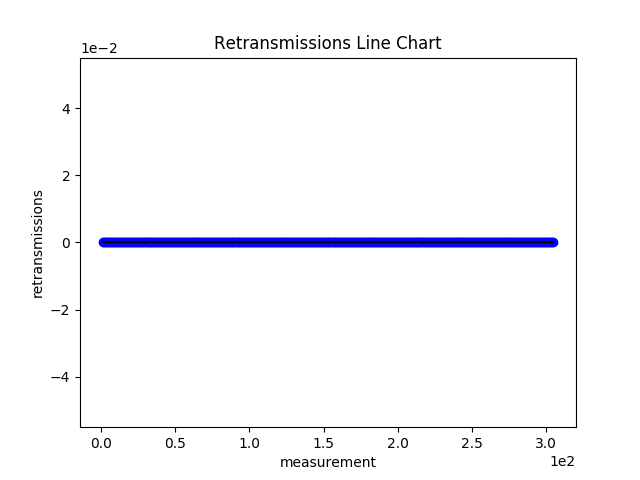 Retransmissions Line Chart
1e−2
4
2
0
−2
−4
retransmissions
0.0 0.5 1.0 1.5 2.0 2.5 3.0
1e2
measurement